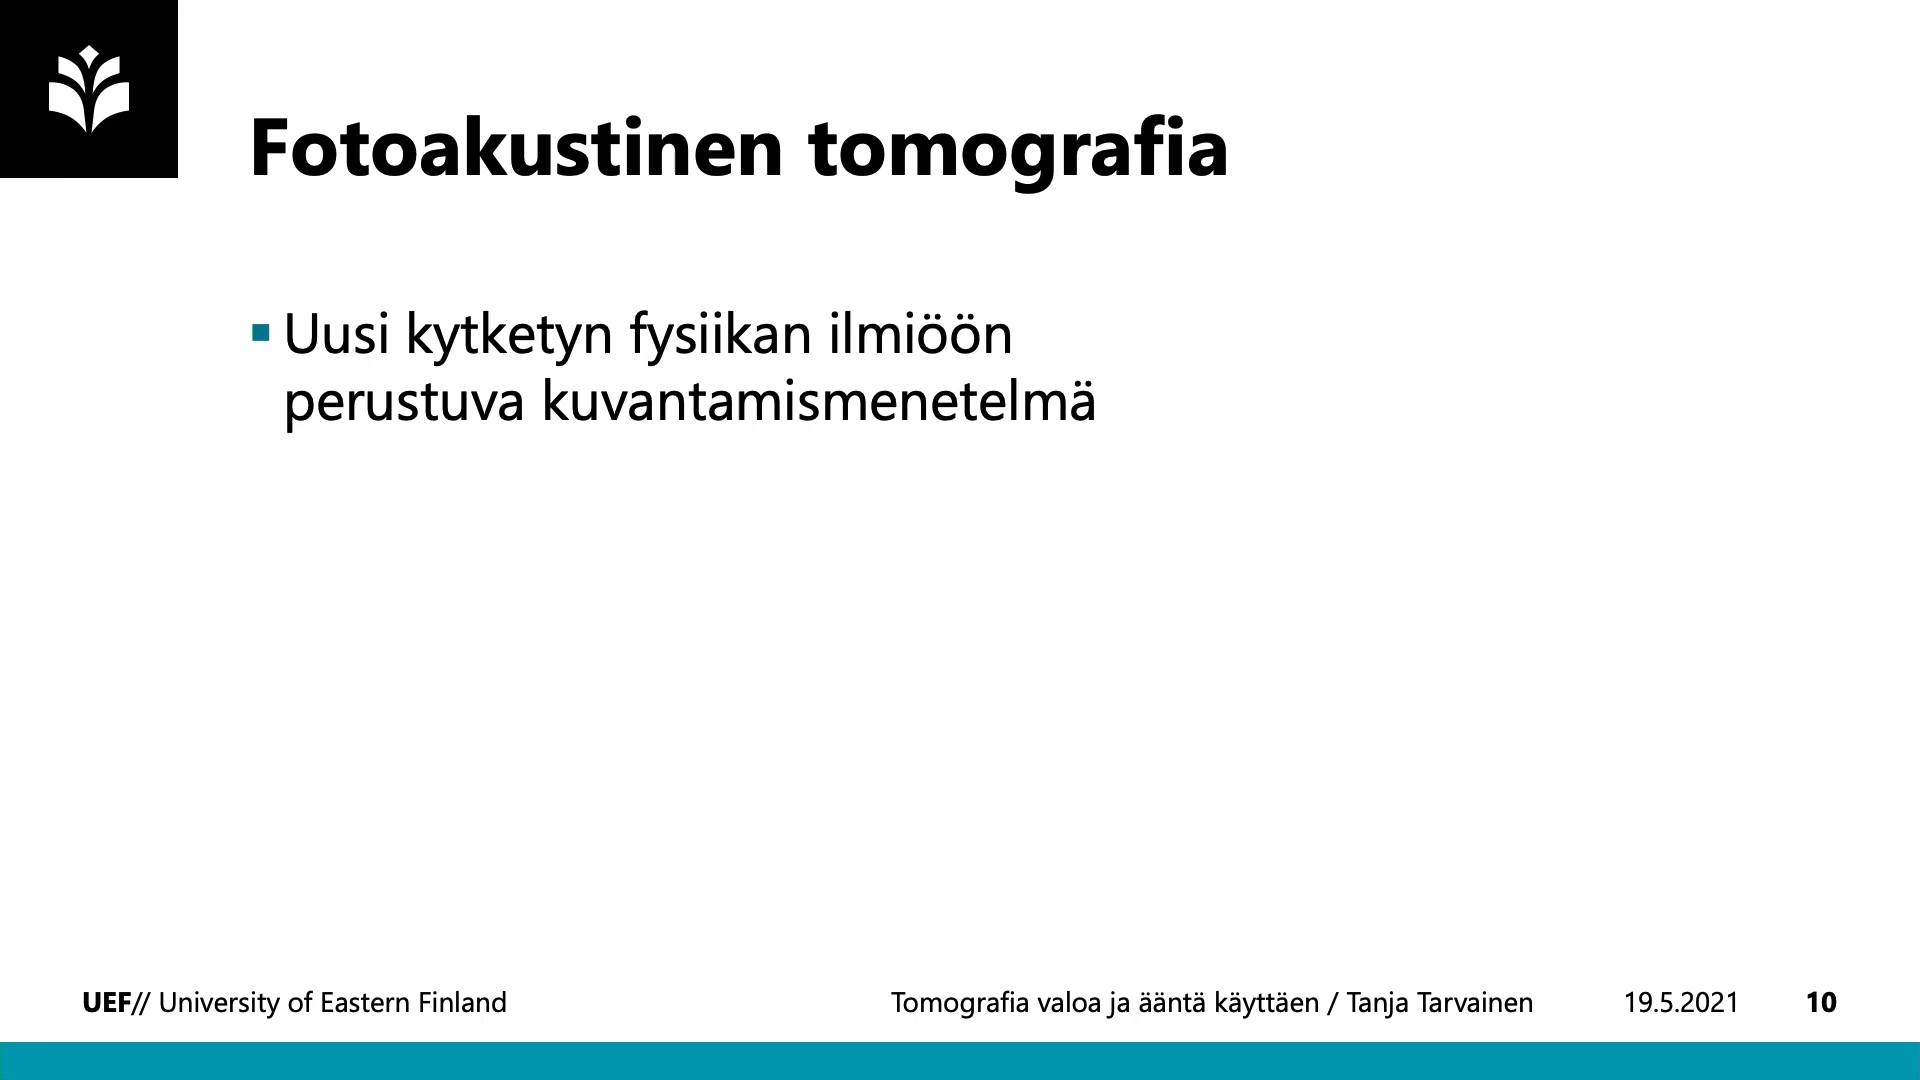 Fotoakustinen tomografia
▪ Uusi kytketyn fysiikan ilmiöön
perustuva kuvantamismenetelmä
UEF// University of Eastern Finland
Tomografia valoa ja ääntä käyttäen / Tanja Tarvainen
19.5.2021
10